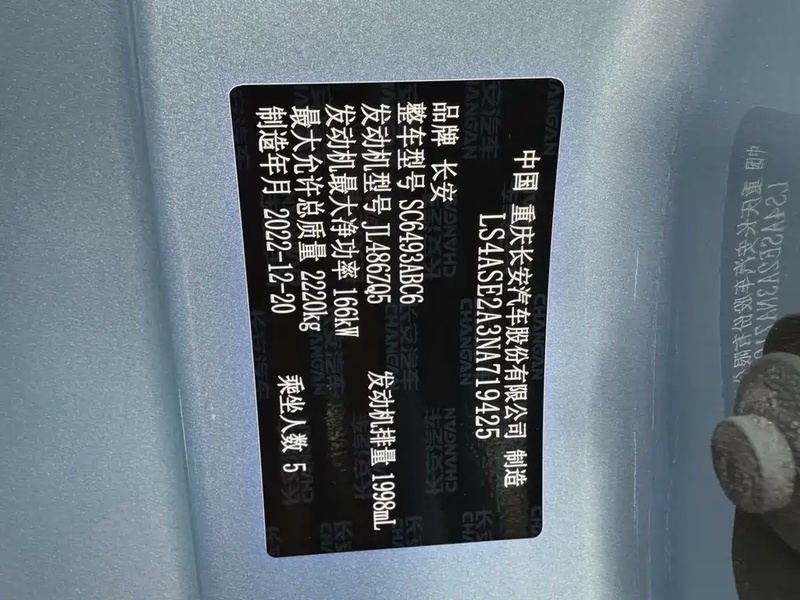 中国 重庆长安汽车股份有限公司 制造
LS4ASE2A3NA719425
品牌 长安
整车型号 SC6493ABC6
发动机型号 JL486ZQ5 发动机排量 1998mL
发动机最大净功率 166kW
最大允许总质量 2220kg
制造年月 2022-12-20 乘坐人数 5